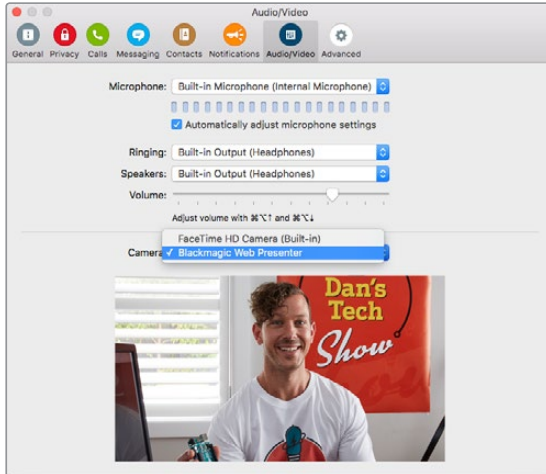 Audio/Video
General Privacy Calls Messaging Contacts Notifications Audio/Video Advanced
Microphone: Built-in Microphone (Internal Microphone)
Automatically adjust microphone settings
Ringing: Built-in Output (Headphones)
Speakers: Built-in Output (Headphones)
Volume:
Adjust volume with ⌘⌥↑ and ⌘⌥↓
FaceTime HD Camera (Built-in)
Camera ✓ Blackmagic Web Presenter
Dan's
Tech
Show